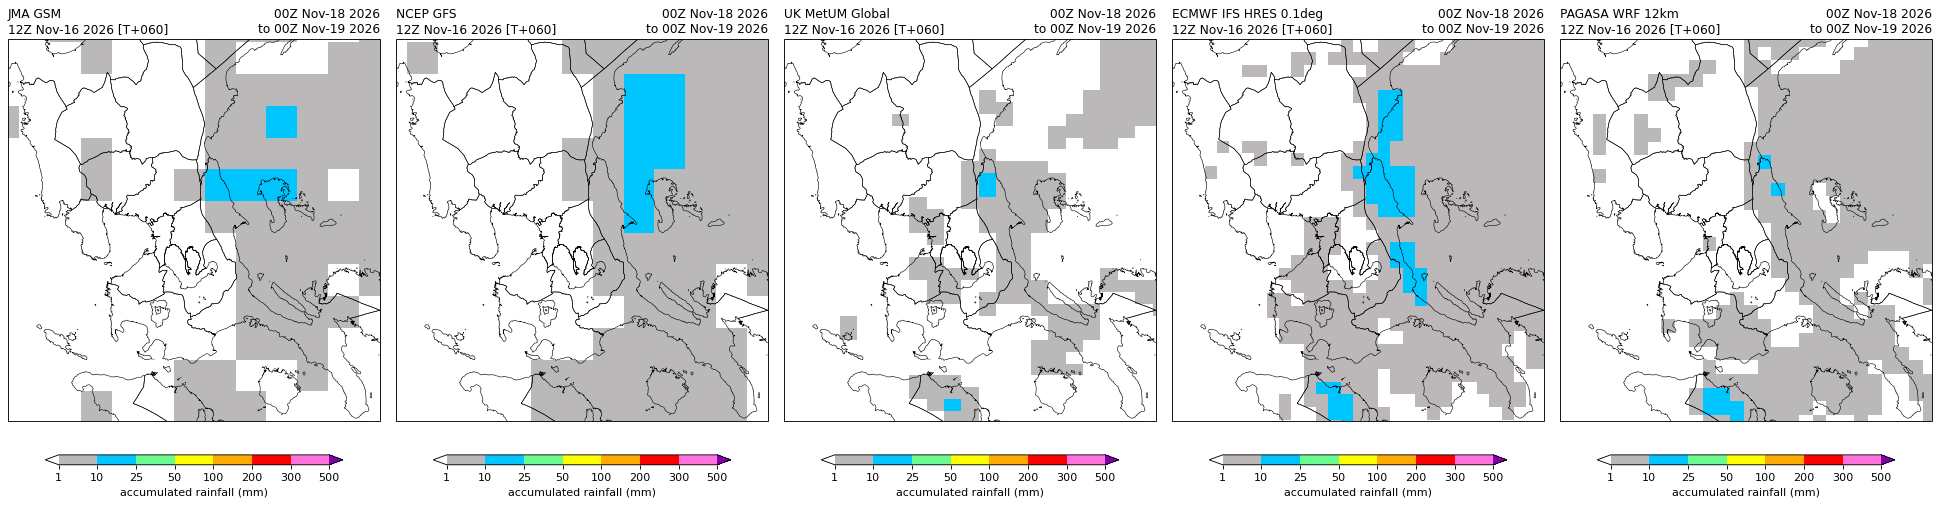 JMA GSM 00Z Nov-18 2026
12Z Nov-16 2026 [T+060] to 00Z Nov-19 2026
1 10 25 50 100 200 300 500
accumulated rainfall (mm)
NCEP GFS 00Z Nov-18 2026
12Z Nov-16 2026 [T+060] to 00Z Nov-19 2026
1 10 25 50 100 200 300 500
accumulated rainfall (mm)
UK MetUM Global 00Z Nov-18 2026
12Z Nov-16 2026 [T+060] to 00Z Nov-19 2026
1 10 25 50 100 200 300 500
accumulated rainfall (mm)
ECMWF IFS HRES 0.1deg 00Z Nov-18 2026
12Z Nov-16 2026 [T+060] to 00Z Nov-19 2026
1 10 25 50 100 200 300 500
accumulated rainfall (mm)
PAGASA WRF 12km 00Z Nov-18 2026
12Z Nov-16 2026 [T+060] to 00Z Nov-19 2026
1 10 25 50 100 200 300 500
accumulated rainfall (mm)